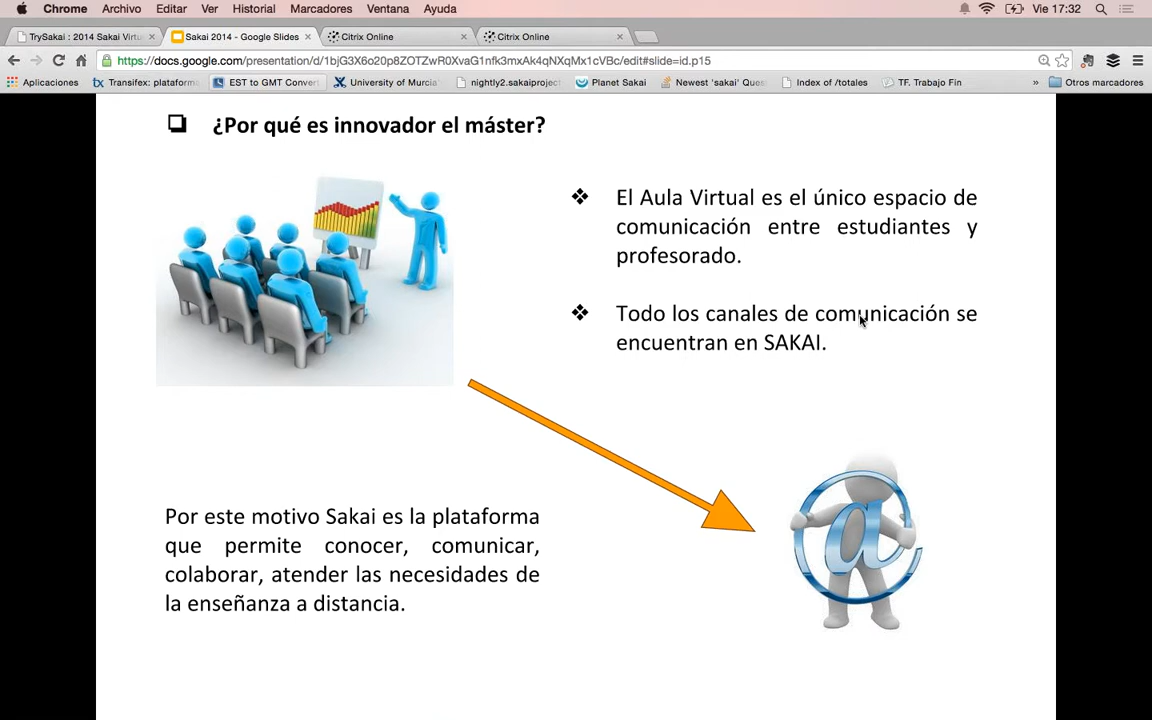 Chrome Archivo Editar Ver Historial Marcadores Ventana Ayuda Vie 17:32
TrySakai : 2014 Sakai Virtu
Sakai 2014 - Google Slides
Citrix Online
Citrix Online
https://docs.google.com/presentation/d/1bjG3X6o20p8ZOTZwR0XvaG1nfk3mxAk4qNXqMx1cVBc/edit#slide=id.p15
Aplicaciones Transifex: plataform EST to GMT Convert University of Murcia nightly2.sakaiproject Planet Sakai Newest 'sakai' Ques Index of /totales TF. Trabajo Fin » Otros marcadores
¿Por qué es innovador el máster?
El Aula Virtual es el único espacio de
comunicación entre estudiantes y
profesorado.
Todo los canales de comunicación se
encuentran en SAKAI.
Por este motivo Sakai es la plataforma
que permite conocer, comunicar,
colaborar, atender las necesidades de
la enseñanza a distancia.